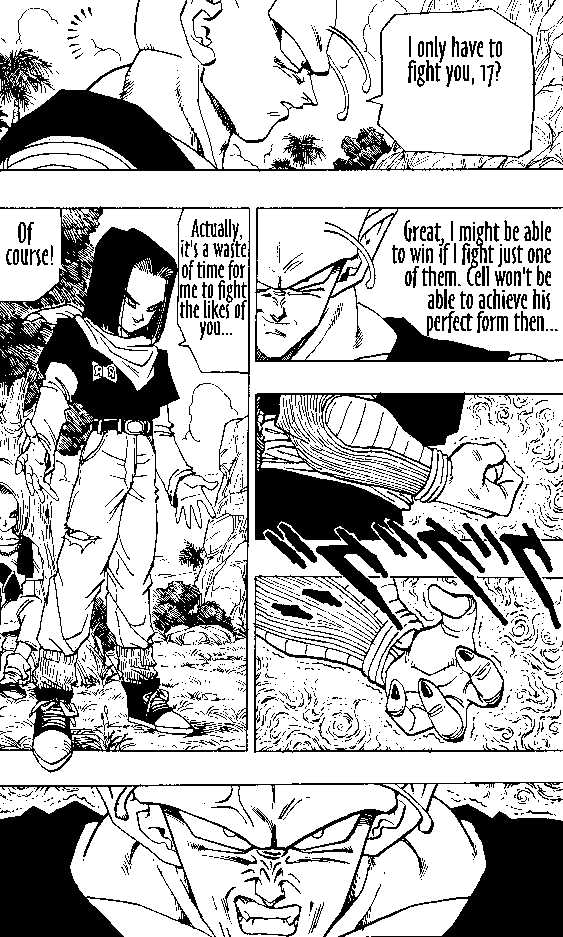 I only have to
fight you, 17?
Great, I might be able
to win if I fight just one
of them. Cell won't be
able to achieve his
perfect form then...
Actually,
it's a waste
of time for
me to fight
the likes of
you...
Of
course!